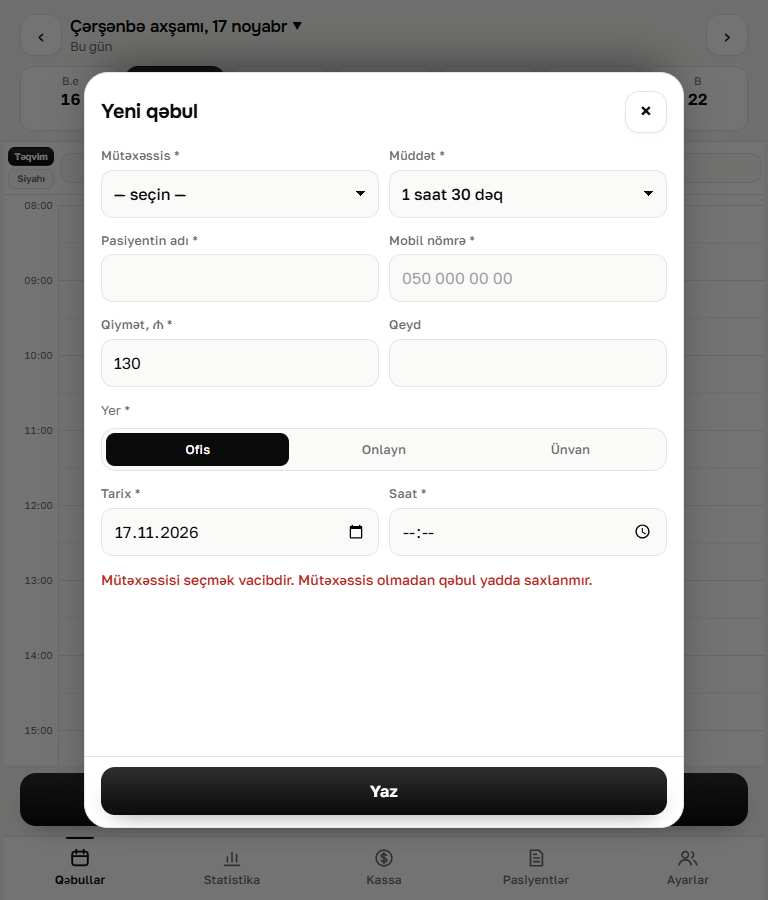 ‹
Çərşənbə axşamı, 17 noyabr ▼
Bu gün
›
B.e
16
B
22
Təqvim
Siyahı
Yeni qəbul
×
Mütəxəssis *
Müddət *
— seçin —
1 saat 30 dəq
Pasiyentin adı *
Mobil nömrə *
050 000 00 00
Qiymət, ₼ *
Qeyd
130
Yer *
Ofis
Onlayn
Ünvan
Tarix *
Saat *
17.11.2026
--:--
Mütəxəssisi seçmək vacibdir. Mütəxəssis olmadan qəbul yadda saxlanmır.
Yaz
08:00
09:00
10:00
11:00
12:00
13:00
14:00
15:00
Qəbullar
Statistika
Kassa
Pasiyentlər
Ayarlar